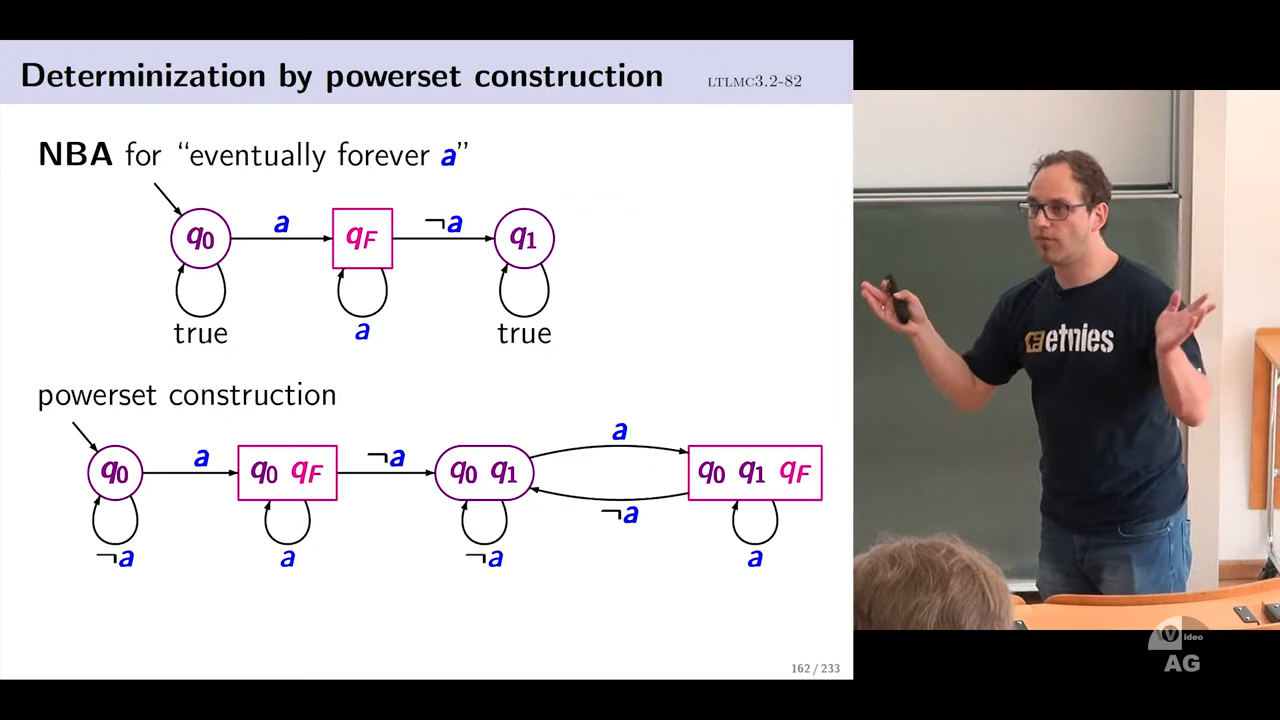 Determinization by powerset construction LTLMC3.2-82
NBA for “eventually forever a”
q0 a qF ¬a q1
true a true
powerset construction
q0 a q0 qF ¬a q0 q1 a ¬a q0 q1 qF
¬a a ¬a a
162 / 233
etnies
Video
AG